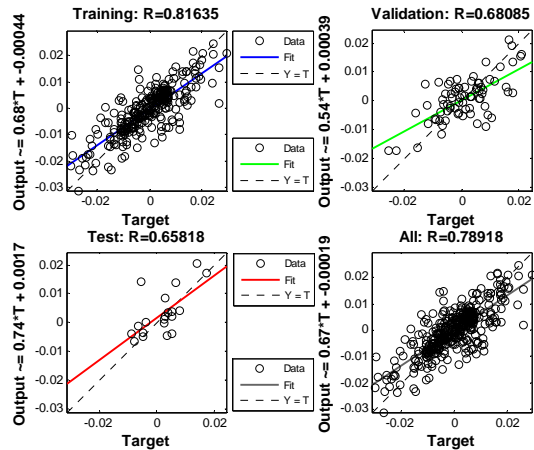 Training: R=0.81635
Output ~= 0.68*T + -0.00044
0.02
0.01
0
-0.01
-0.02
-0.03
-0.02
0
0.02
Target
Data
Fit
Y = T
Validation: R=0.68085
Output ~= 0.54*T + 0.00039
0.02
0.01
0
-0.01
-0.02
-0.03
-0.02
0
0.02
Target
Data
Fit
Y = T
Test: R=0.65818
Output ~= 0.74*T + 0.0017
0.02
0.01
0
-0.01
-0.02
-0.03
-0.02
0
0.02
Target
Data
Fit
Y = T
All: R=0.78918
Output ~= 0.67*T + -0.00019
0.02
0.01
0
-0.01
-0.02
-0.03
-0.02
0
0.02
Target
Data
Fit
Y = T